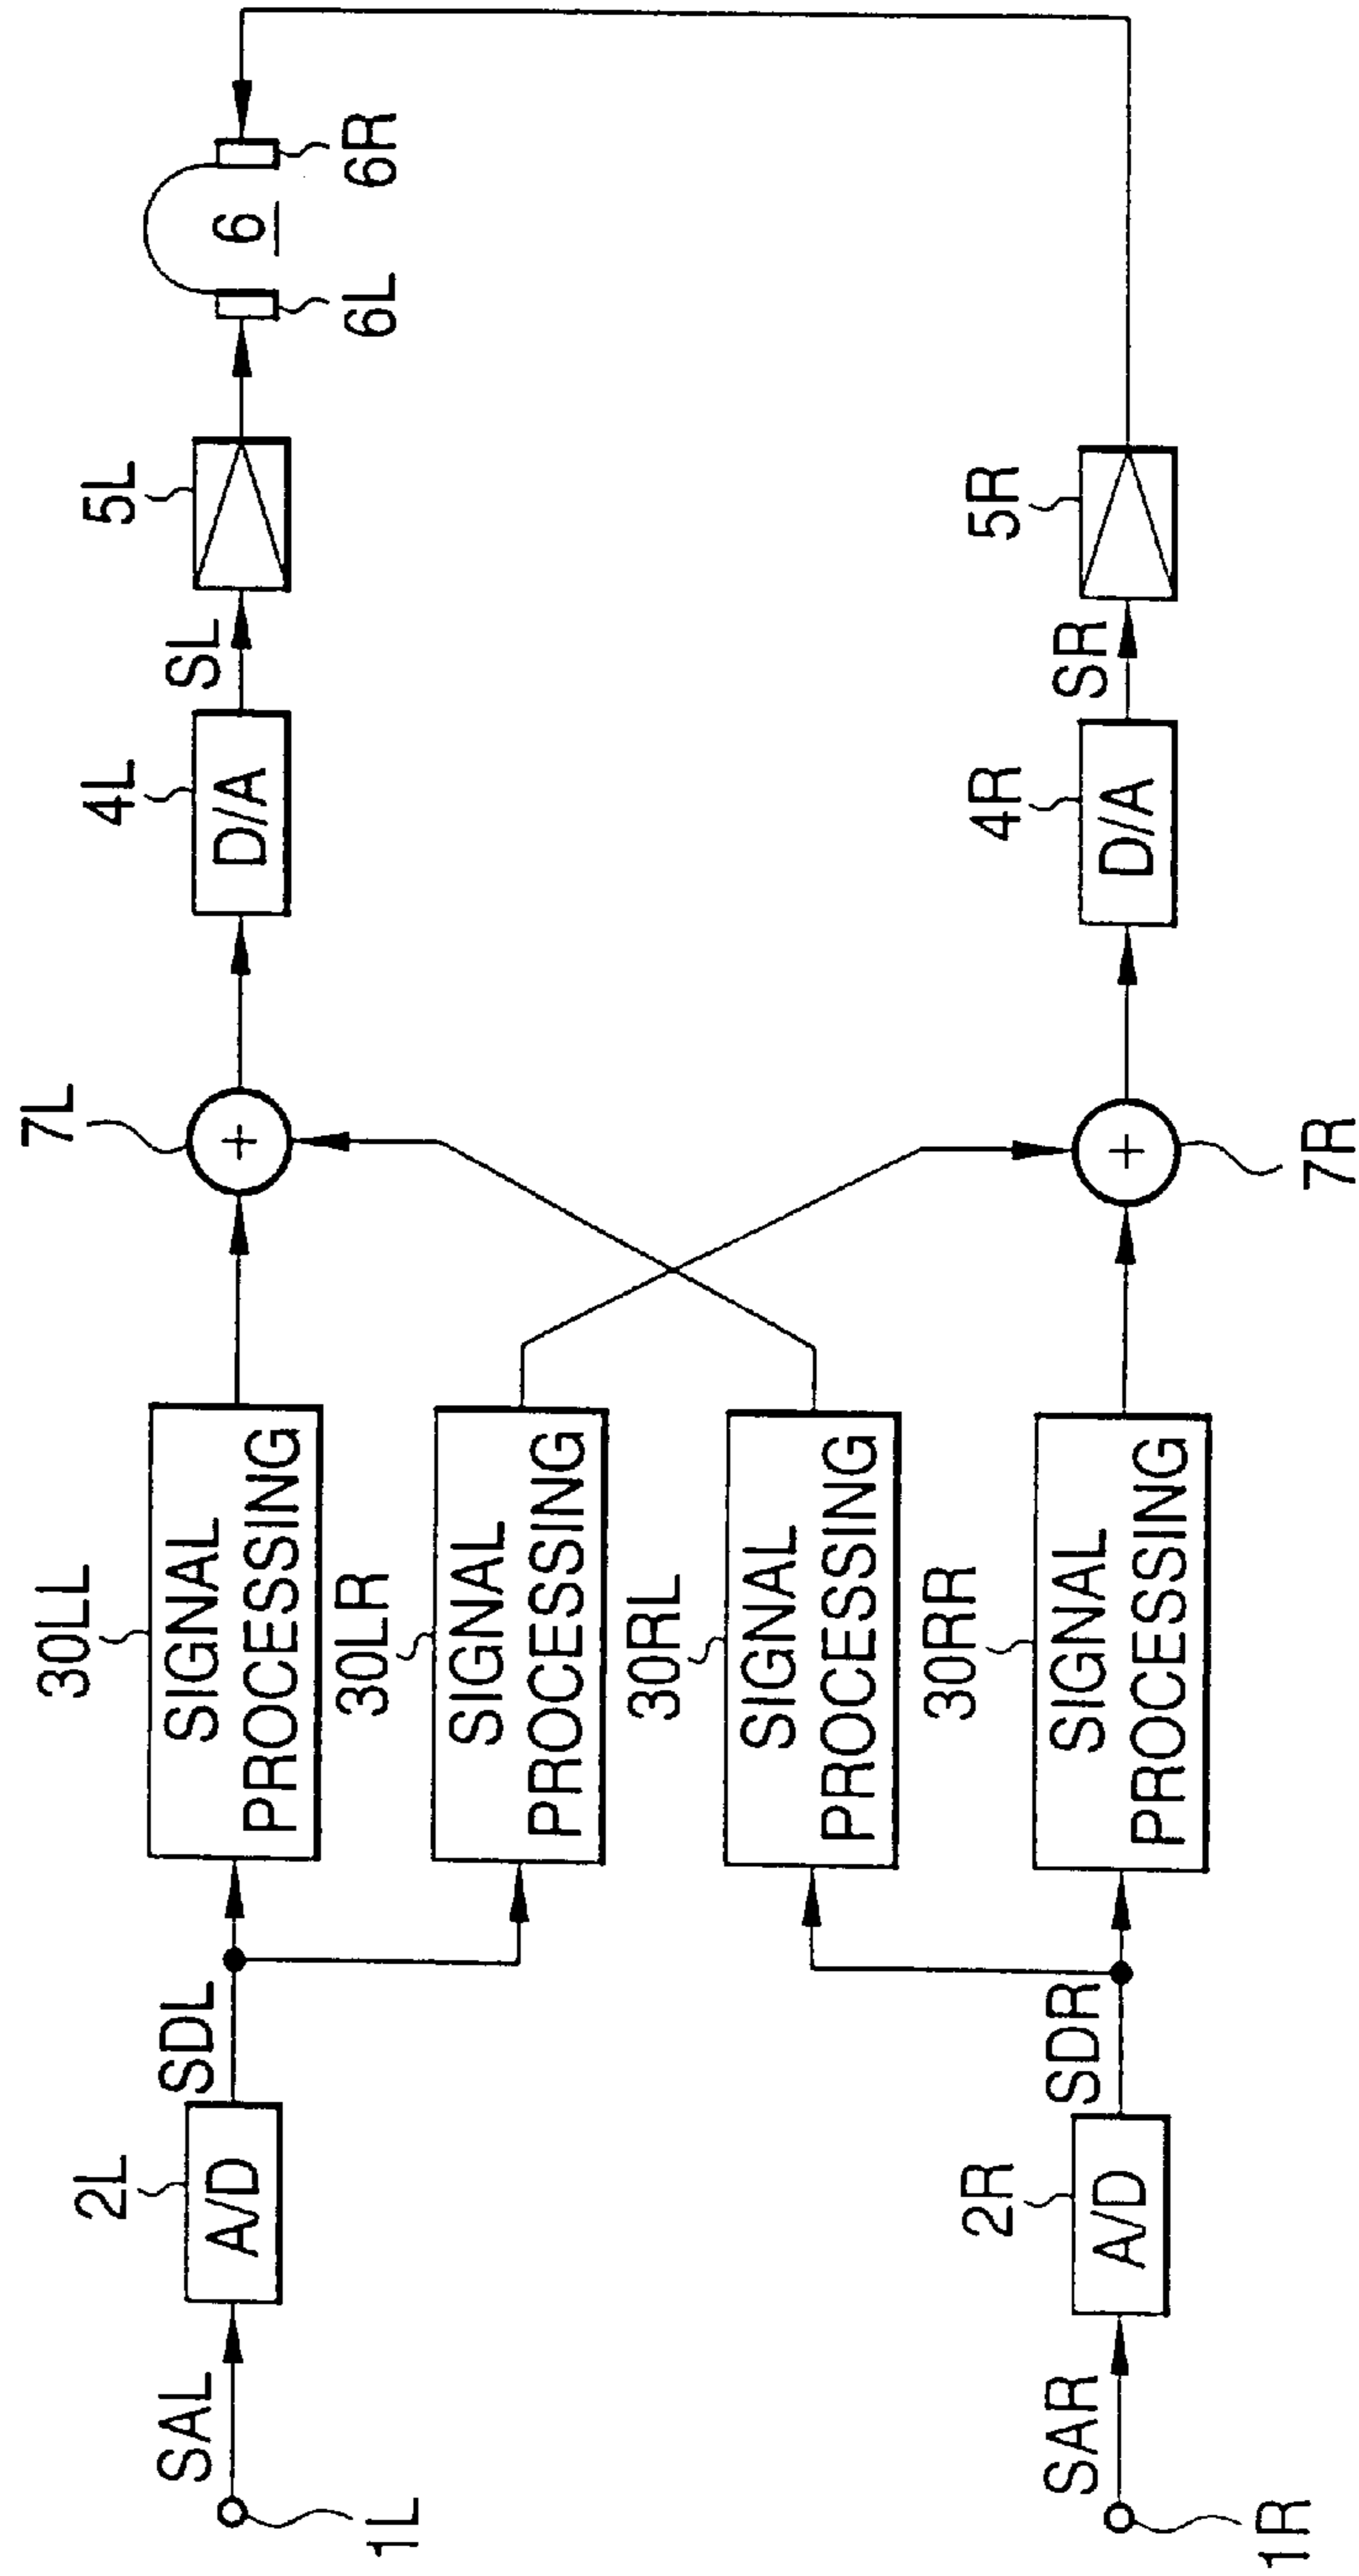 SAL
1L
2L
A/D
SDL
30LL
SIGNAL
PROCESSING
30LR
SIGNAL
PROCESSING
7L
+
4L
D/A
SL
5L
6L
6
6R
SAR
1R
2R
A/D
SDR
30RL
SIGNAL
PROCESSING
30RR
SIGNAL
PROCESSING
7R
+
4R
D/A
SR
5R